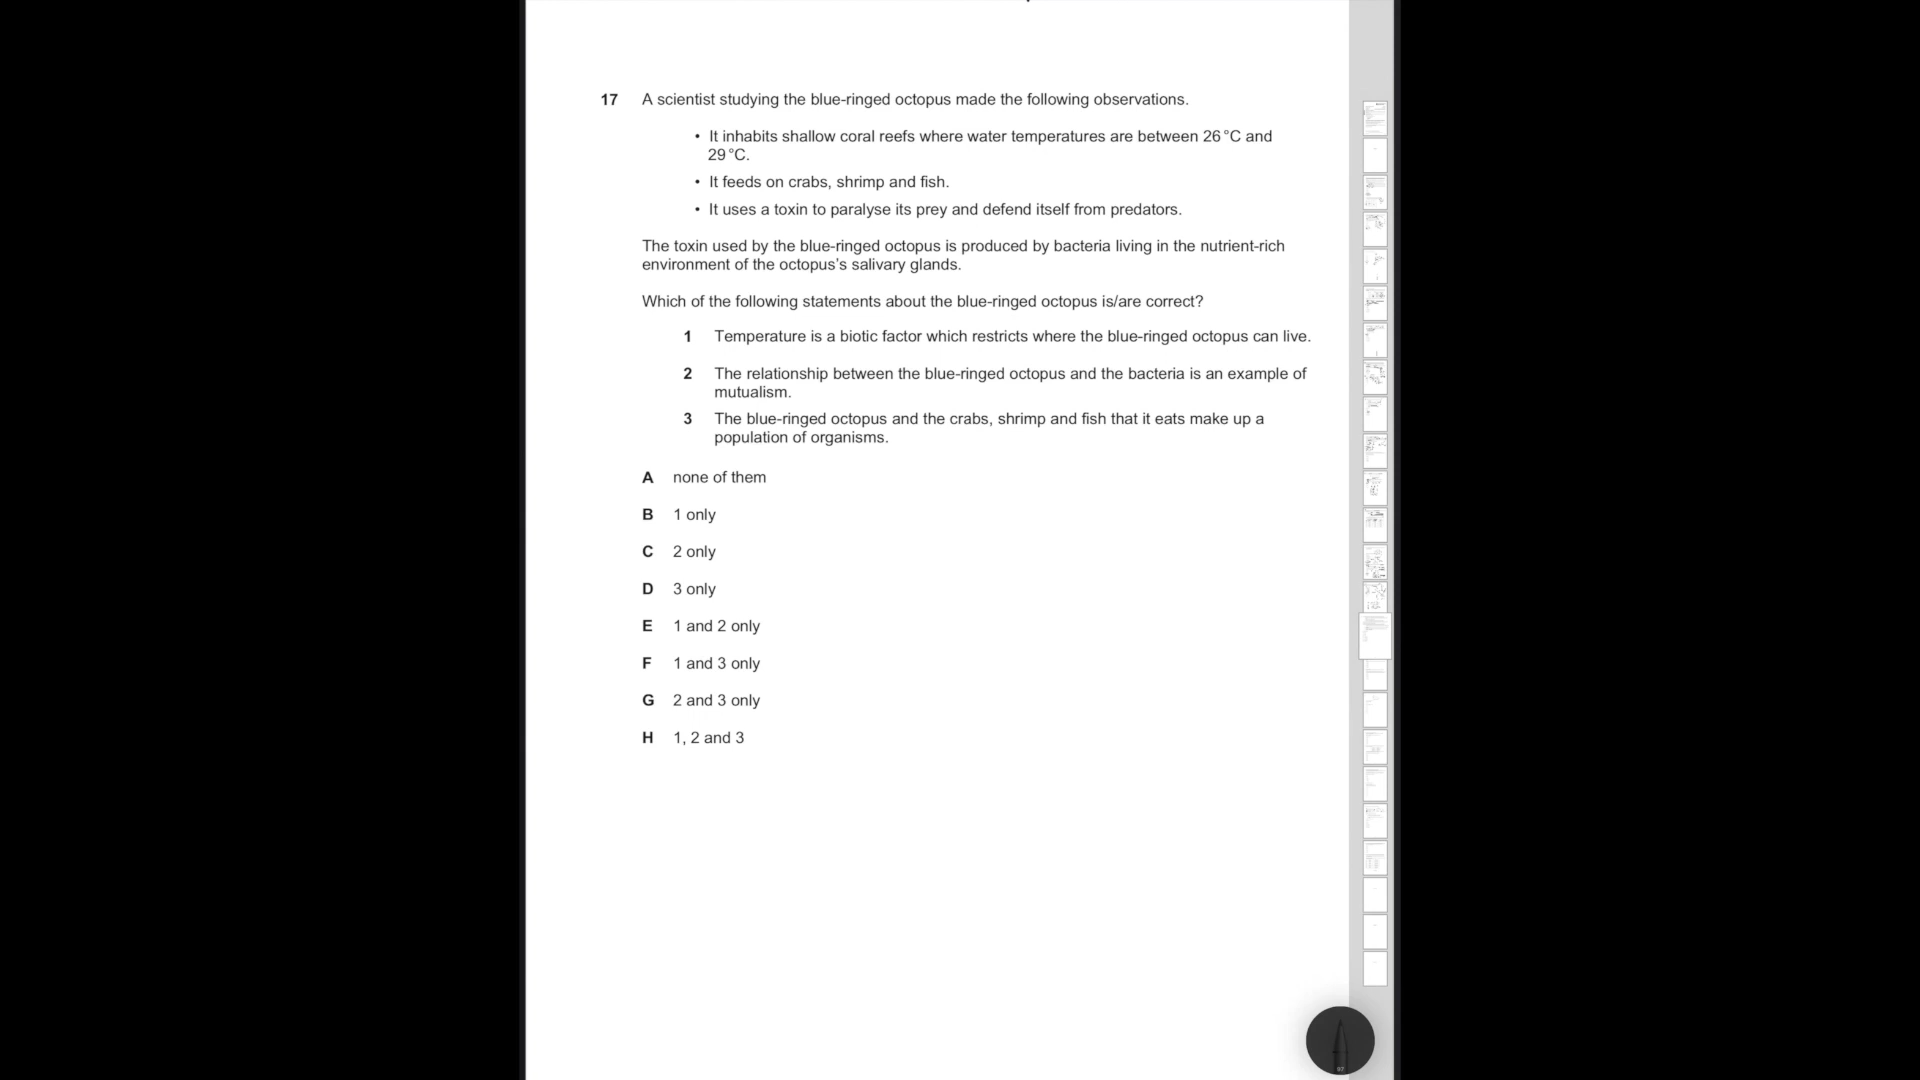 17 A scientist studying the blue-ringed octopus made the following observations.
• It inhabits shallow coral reefs where water temperatures are between 26 °C and
29 °C.
• It feeds on crabs, shrimp and fish.
• It uses a toxin to paralyse its prey and defend itself from predators.
The toxin used by the blue-ringed octopus is produced by bacteria living in the nutrient-rich
environment of the octopus's salivary glands.
Which of the following statements about the blue-ringed octopus is/are correct?
1 Temperature is a biotic factor which restricts where the blue-ringed octopus can live.
2 The relationship between the blue-ringed octopus and the bacteria is an example of
mutualism.
3 The blue-ringed octopus and the crabs, shrimp and fish that it eats make up a
population of organisms.
A none of them
B 1 only
C 2 only
D 3 only
E 1 and 2 only
F 1 and 3 only
G 2 and 3 only
H 1, 2 and 3
97